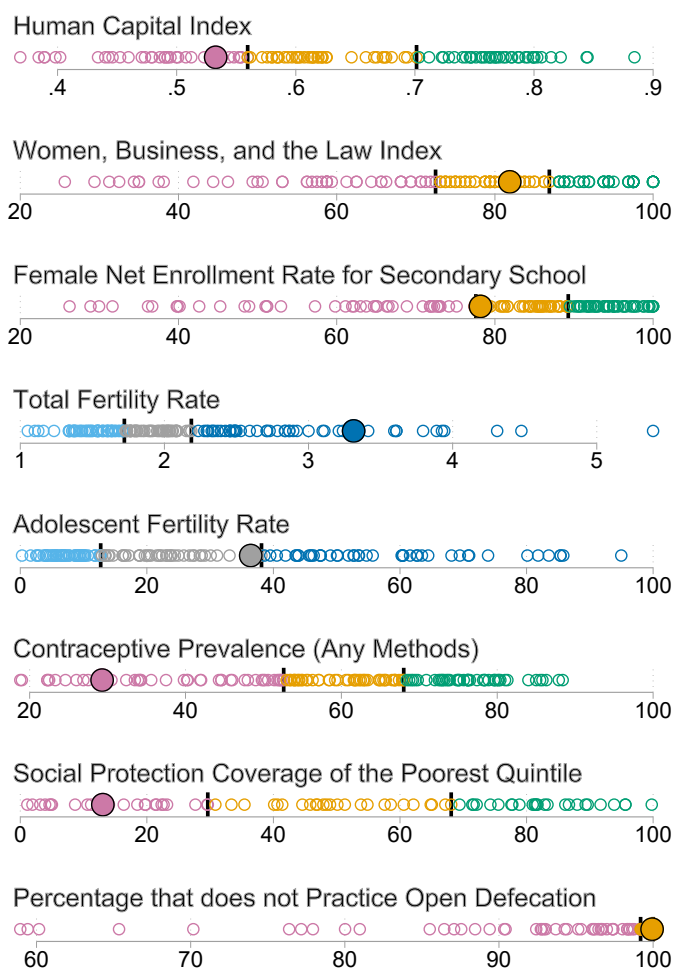 Human Capital Index
.4 .5 .6 .7 .8 .9
Women, Business, and the Law Index
20 40 60 80 100
Female Net Enrollment Rate for Secondary School
20 40 60 80 100
Total Fertility Rate
1 2 3 4 5
Adolescent Fertility Rate
0 20 40 60 80 100
Contraceptive Prevalence (Any Methods)
20 40 60 80 100
Social Protection Coverage of the Poorest Quintile
0 20 40 60 80 100
Percentage that does not Practice Open Defecation
60 70 80 90 100